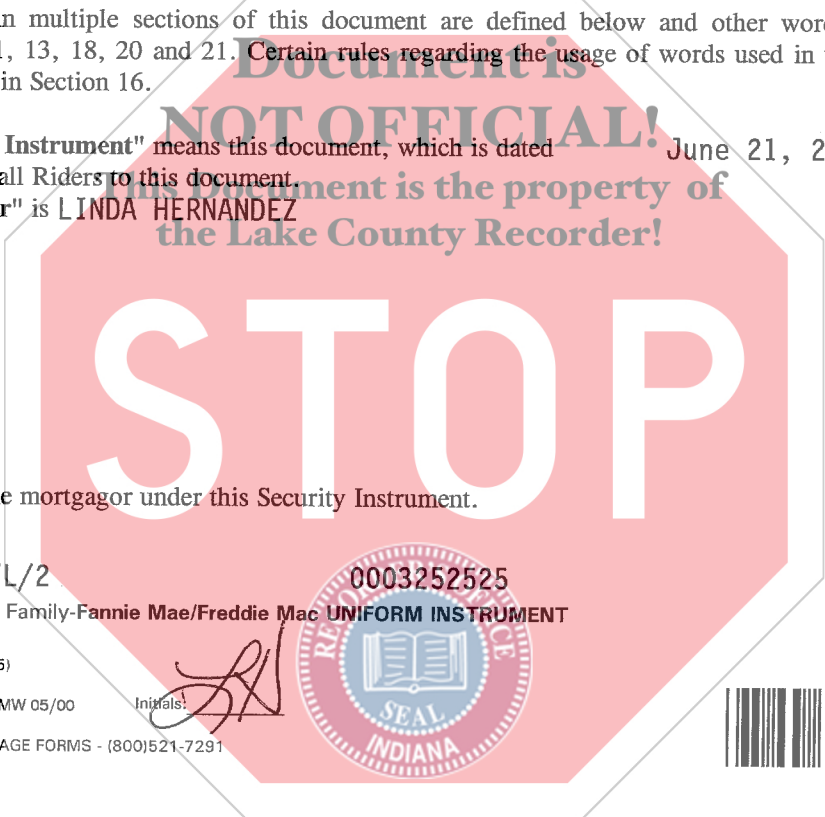 n multiple sections of this document are defined below and other wor
1, 13, 18, 20 and 21. Certain rules regarding the usage of words used in
in Section 16.
Document is
NOT OFFICIAL!
Instrument" means this document, which is dated June 21, 2
all Riders to this document.
This Document is the property of
r" is LINDA HERNANDEZ
the Lake County Recorder!
STOP
e mortgagor under this Security Instrument.
L/2 0003252525
Family-Fannie Mae/Freddie Mac UNIFORM INSTRUMENT
MW 05/00 Initials: LH
AGE FORMS - (800)521-7291
SEAL
INDIANA